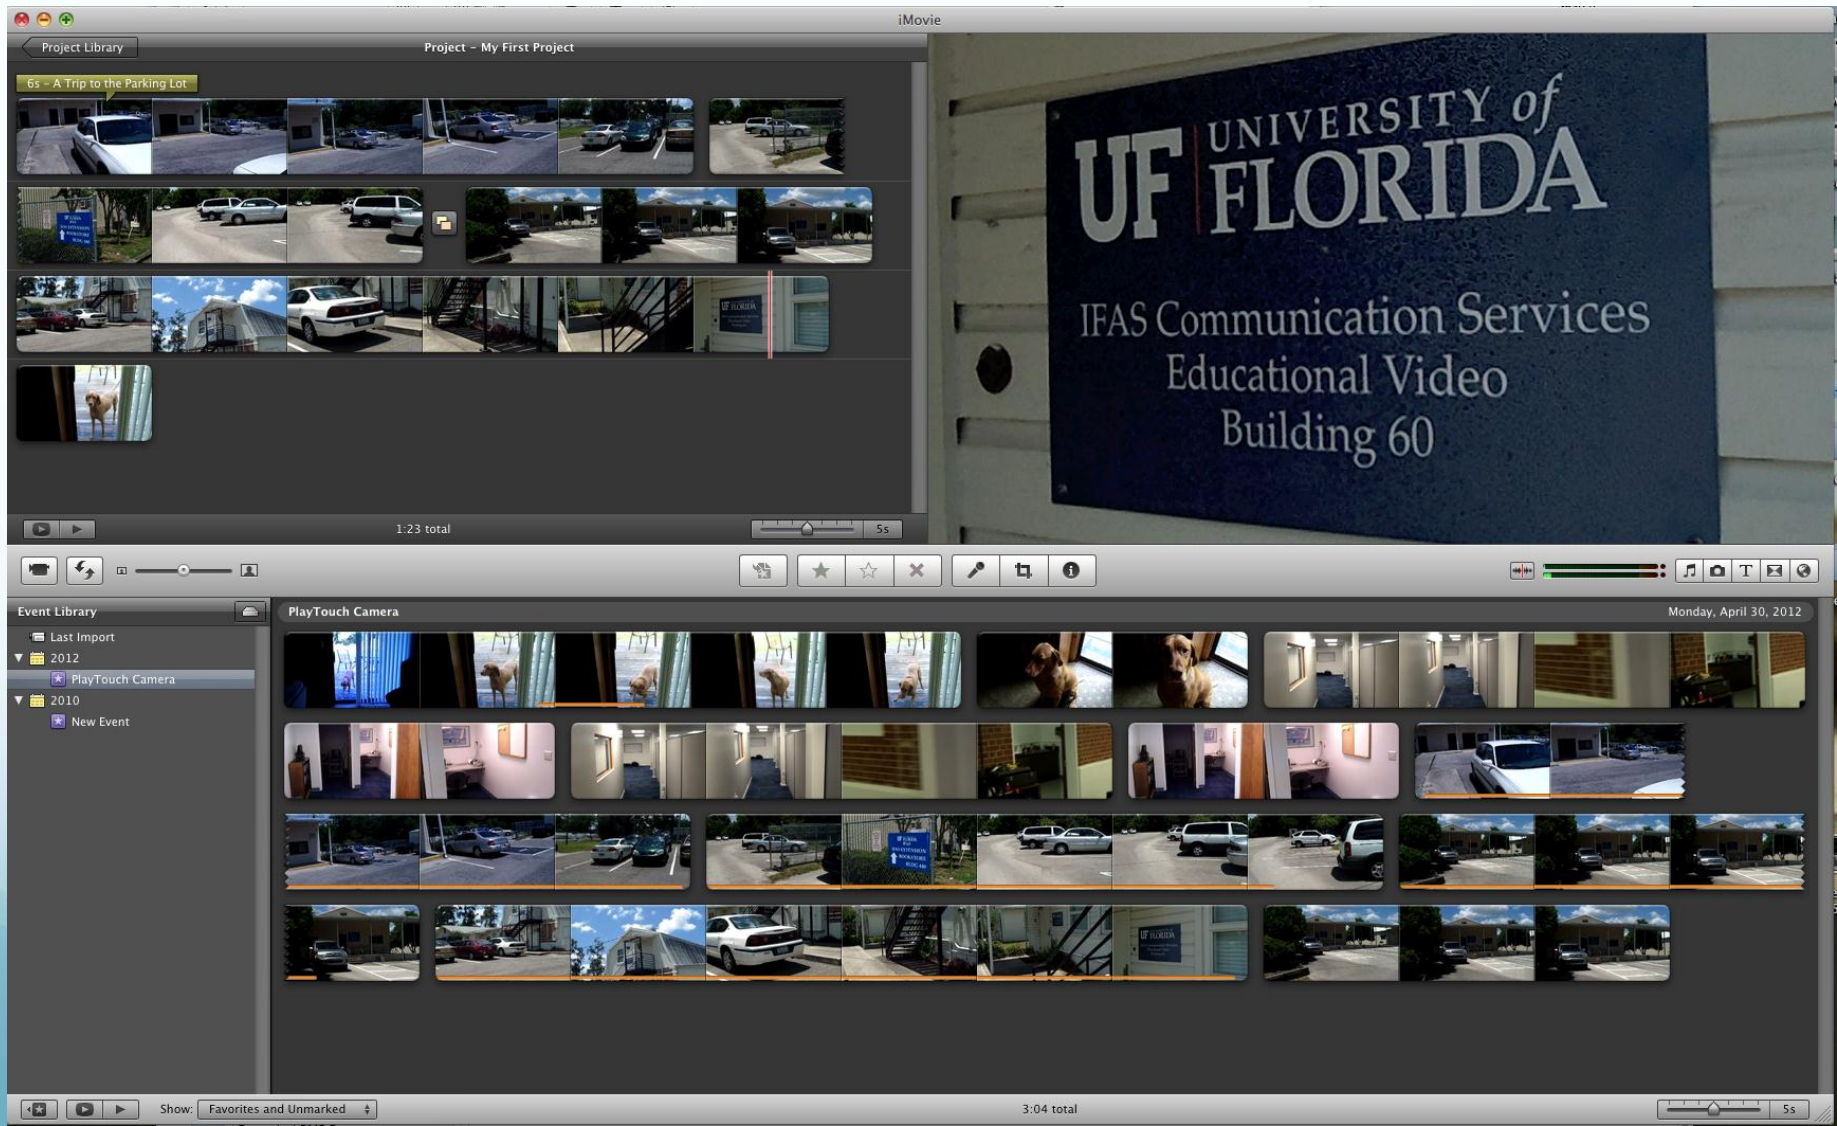 iMovie
Project Library
Project – My First Project
6s – A Trip to the Parking Lot
UF UNIVERSITY of
FLORIDA
IFAS Communication Services
Educational Video
Building 60
1:23 total
5s
T
Event Library
PlayTouch Camera
Monday, April 30, 2012
Last Import
2012
PlayTouch Camera
2010
New Event
UF FLORIDA
Show: Favorites and Unmarked
3:04 total
5s